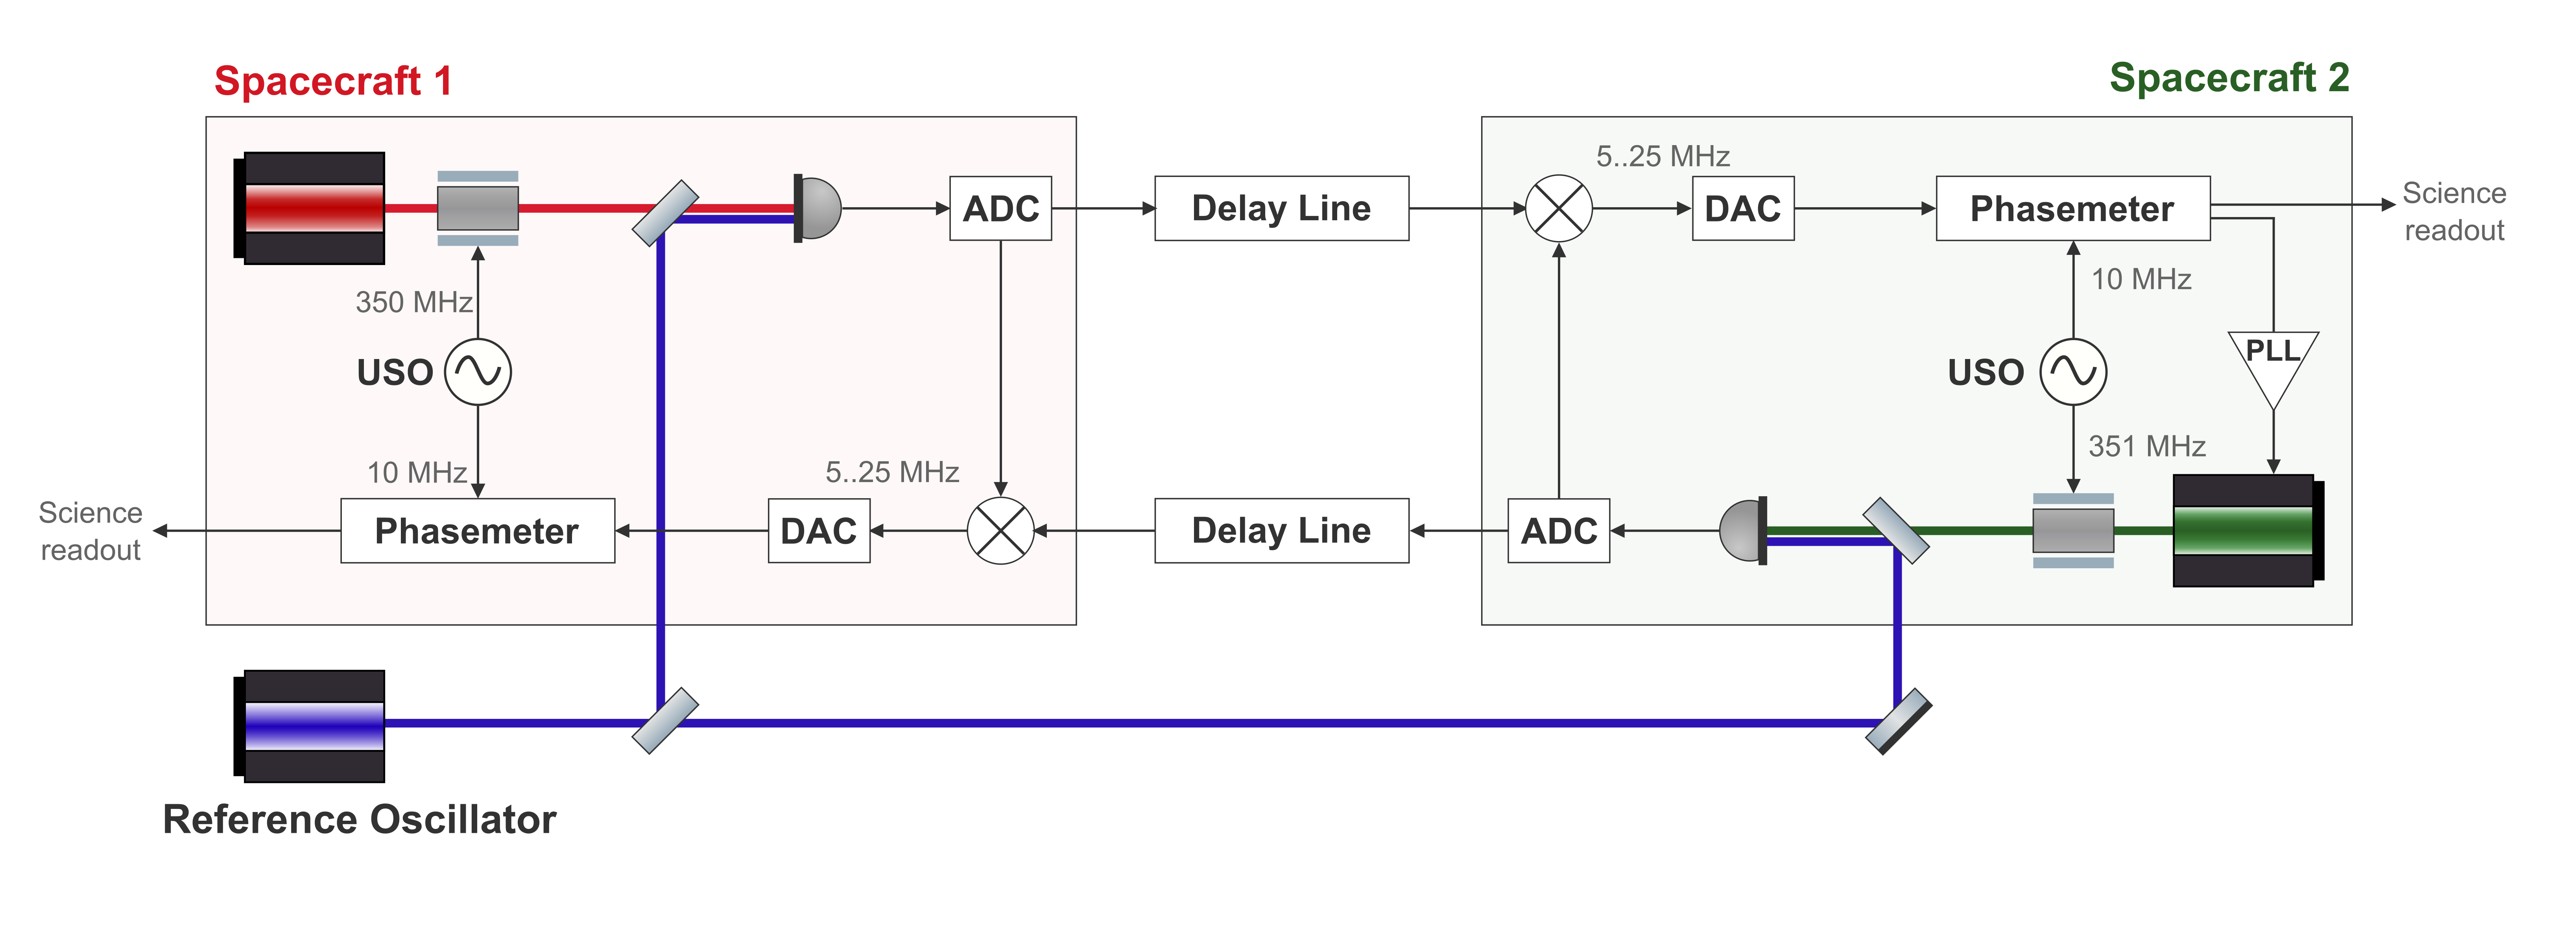 Spacecraft 1
Spacecraft 2
5..25 MHz
ADC
Delay Line
DAC
Phasemeter
Science
readout
350 MHz
10 MHz
USO
USO
PLL
10 MHz
5..25 MHz
351 MHz
Science
readout
Phasemeter
DAC
Delay Line
ADC
Reference Oscillator